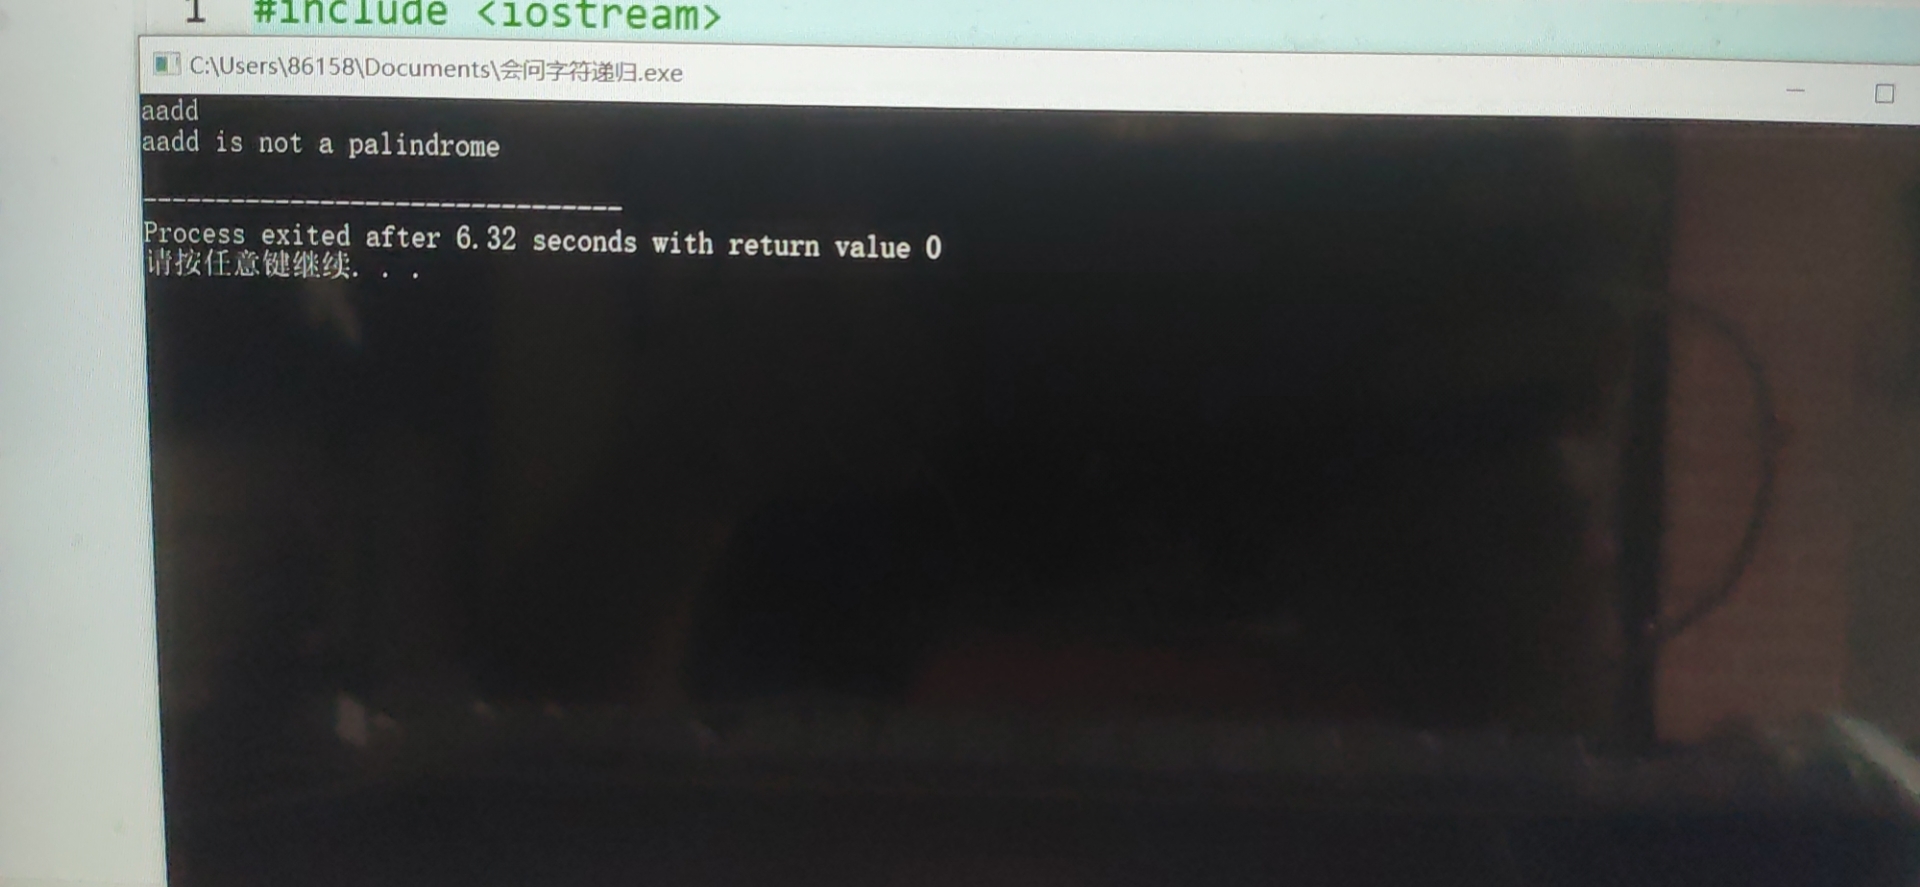 1 #include <iostream>
C:\Users\86158\Documents\会问字符递归.exe
aadd
aadd is not a palindrome
--------------------------------
Process exited after 6.32 seconds with return value 0
请按任意键继续. . .